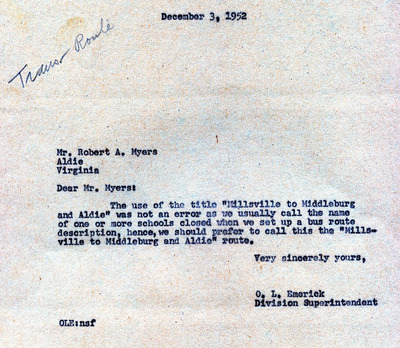 December 3, 1952
Trans Route
Mr. Robert A. Myers
Aldie
Virginia
Dear Mr. Myers:
The use of the title "Millsville to Middleburg
and Aldie" was not an error as we usually call the name
of one or more schools closed when we set up a bus route
description, hence, we should prefer to call this the "Mills-
ville to Middleburg and Aldie" route.
Very sincerely yours,
O. L. Emerick
Division Superintendent
OLE:nsf